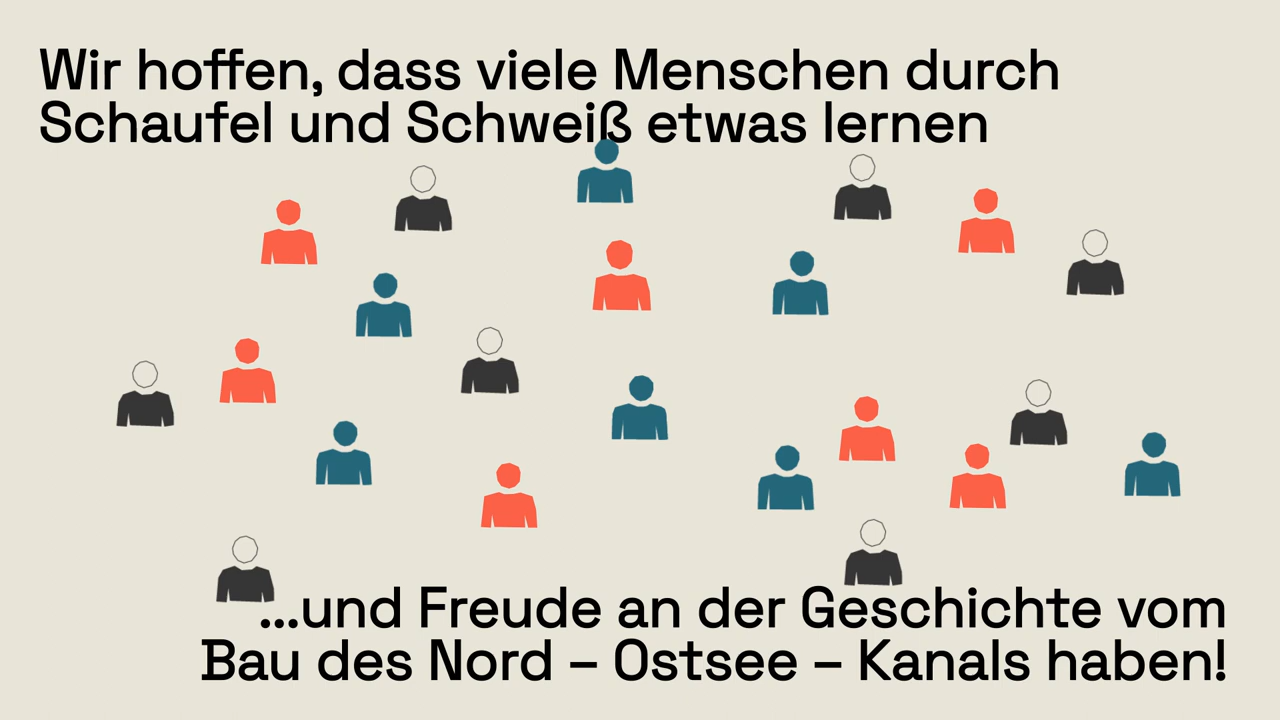 Wir hoffen, dass viele Menschen durch
Schaufel und Schweiß etwas lernen
...und Freude an der Geschichte vom
Bau des Nord – Ostsee – Kanals haben!